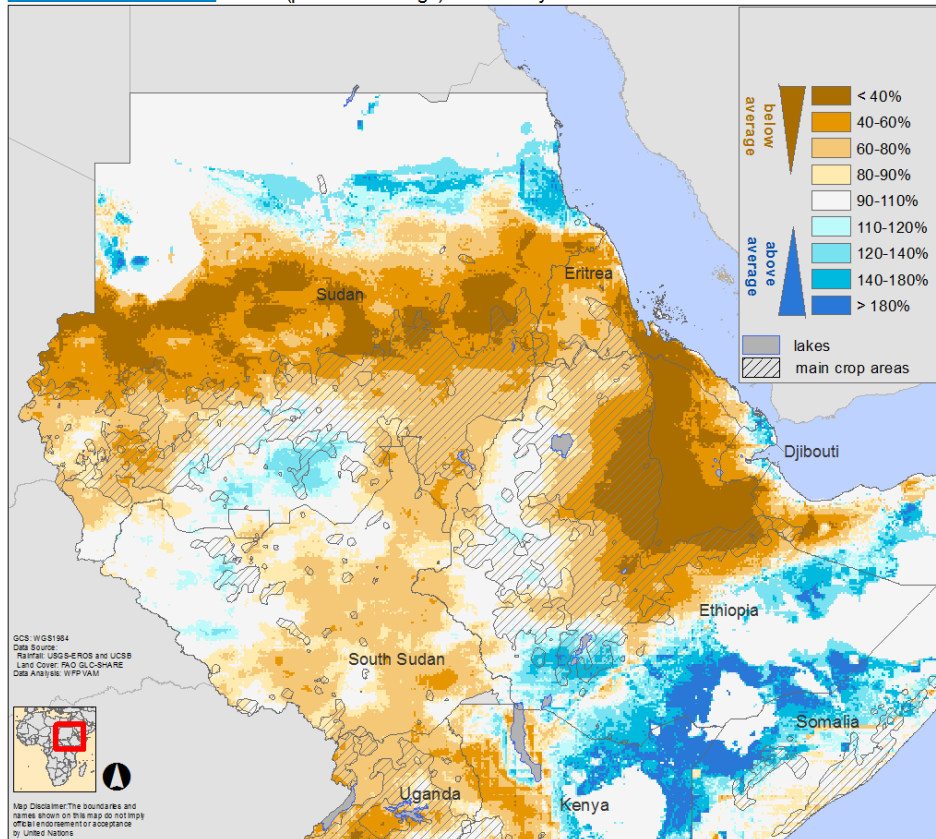 < 40%
40-60%
60-80%
80-90%
90-110%
110-120%
120-140%
140-180%
> 180%
below
average
above
average
lakes
main crop areas
Eritrea
Sudan
Djibouti
Ethiopia
South Sudan
Somalia
Uganda
Kenya
GCS: WGS1984
Data Source:
Rainfall: USGS-EROS and UCSB
Land Cover: FAO GLC-SHARE
Data Analysis: WFP VAM
Map Disclaimer:The boundaries and
names shown on this map do not imply
official endorsement or acceptance
by United Nations